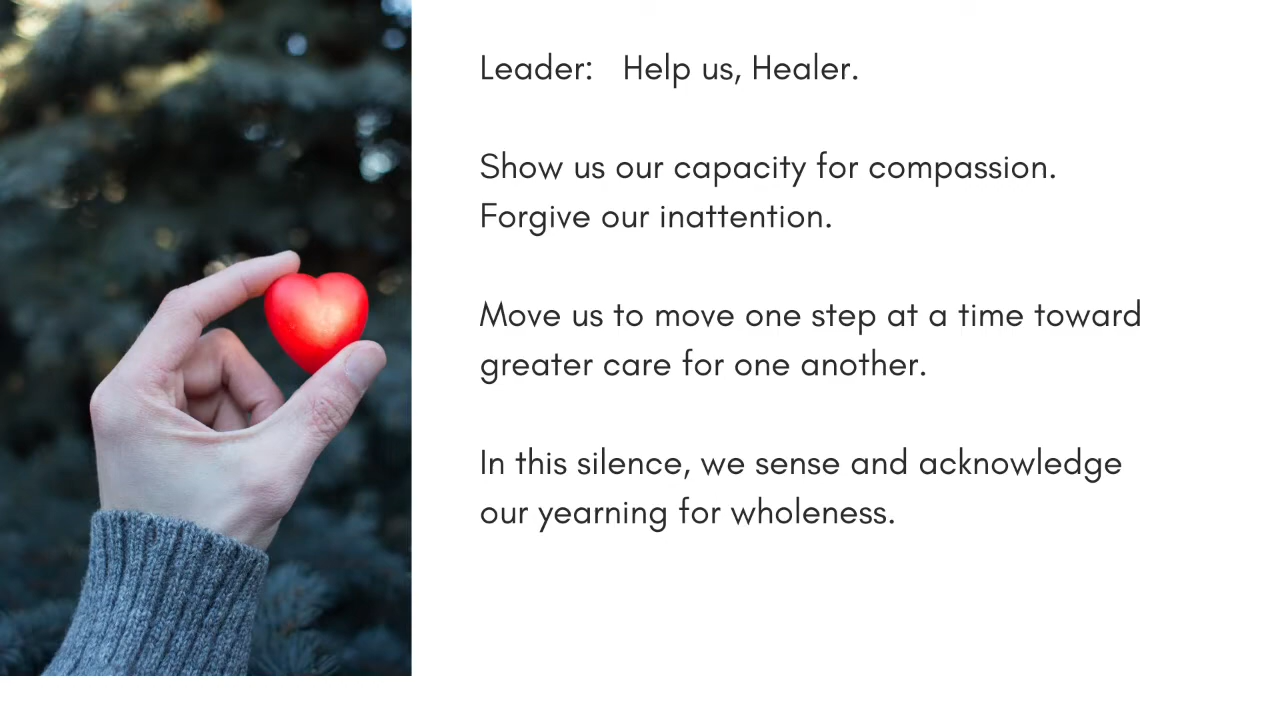 Leader: Help us, Healer.
Show us our capacity for compassion.
Forgive our inattention.
Move us to move one step at a time toward
greater care for one another.
In this silence, we sense and acknowledge
our yearning for wholeness.